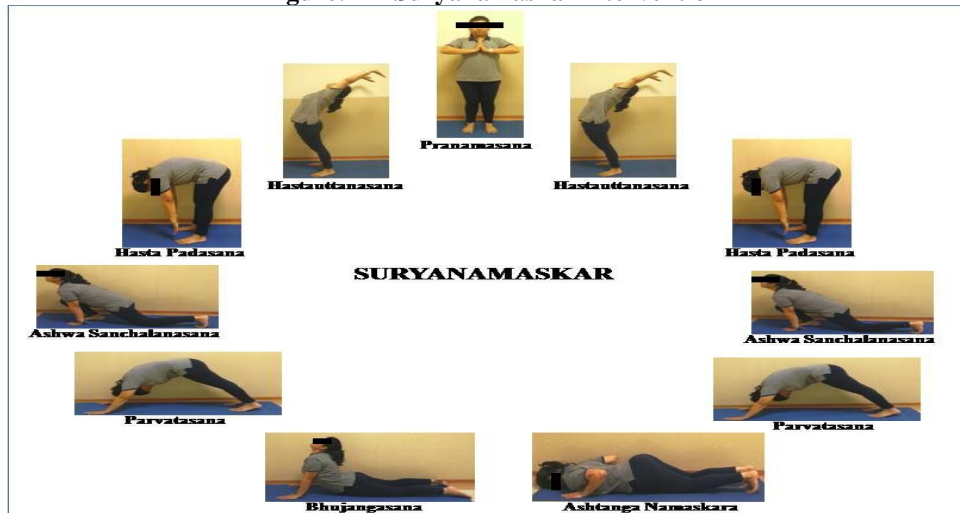 Pranamasana
Hastauttanasana
Hastauttanasana
Hasta Padasana
Hasta Padasana
SURYANAMASKAR
Ashwa Sanchalanasana
Ashwa Sanchalanasana
Parvatasana
Parvatasana
Bhujangasana
Ashtanga Namaskara